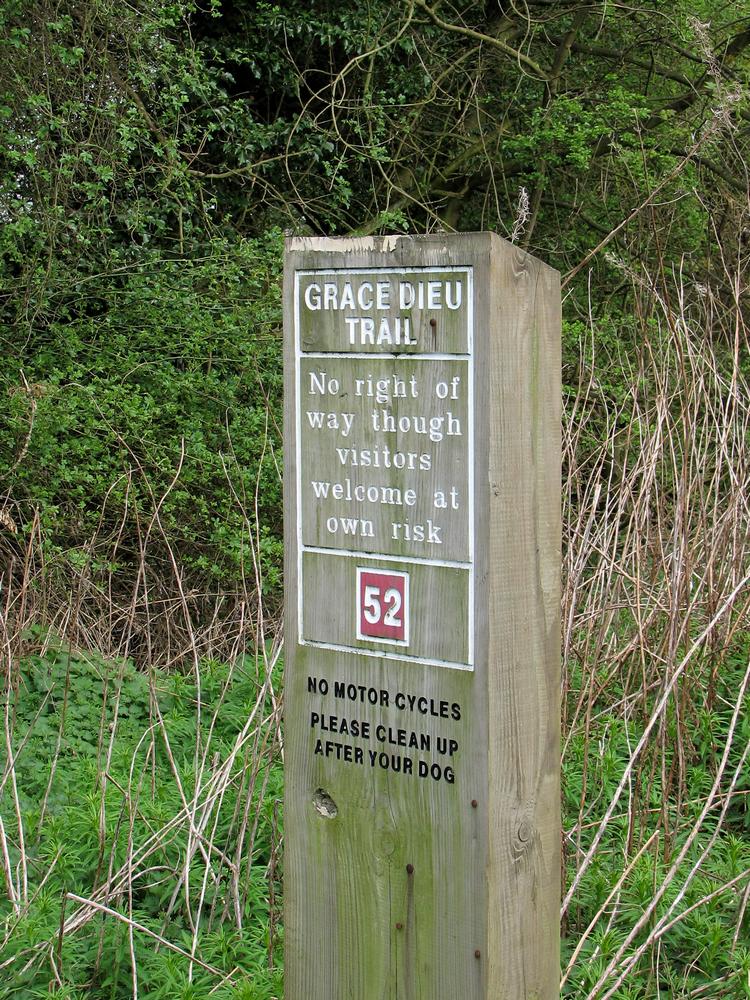 GRACE DIEU
TRAIL
No right of
way though
visitors
welcome at
own risk
52
NO MOTOR CYCLES
PLEASE CLEAN UP
AFTER YOUR DOG